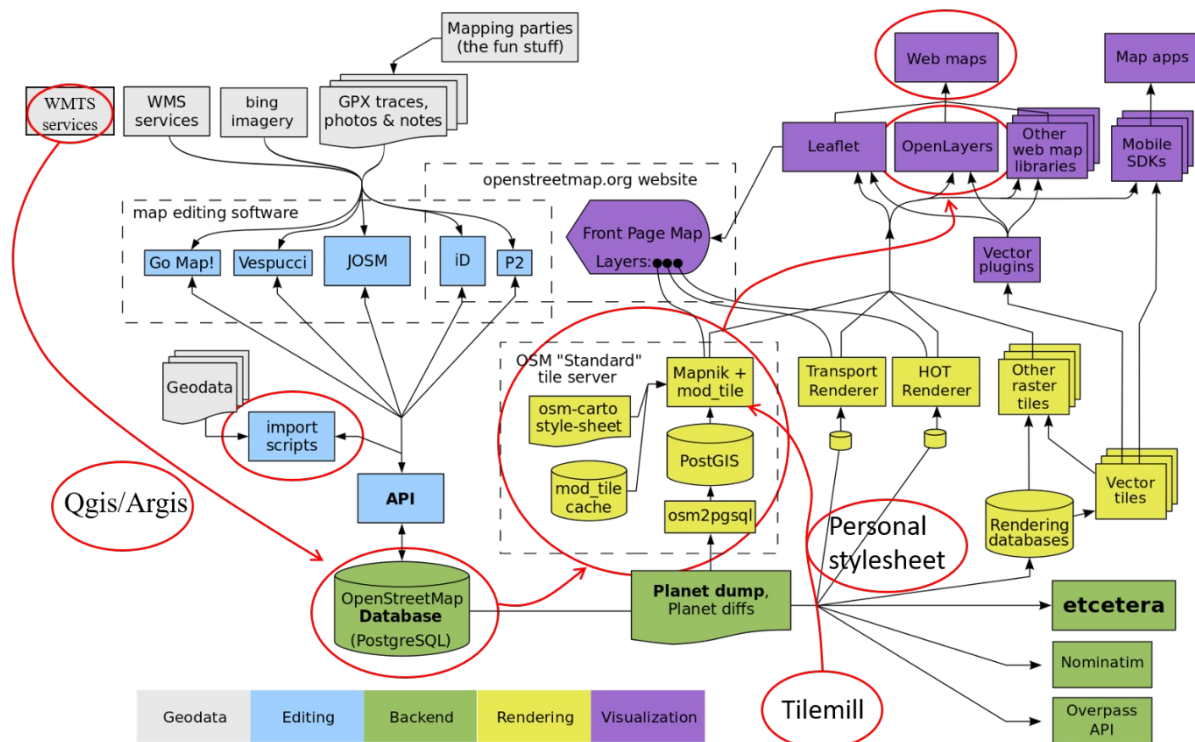 Mapping parties
(the fun stuff)
WMTS
services
WMS
services
bing
imagery
GPX traces,
photos & notes
Web maps
Map apps
Leaflet
OpenLayers
Other
web map
libraries
Mobile
SDKs
openstreetmap.org website
map editing software
Go Map!
Vespucci
JOSM
iD
P2
Front Page Map
Layers:
Vector
plugins
OSM "Standard"
tile server
Mapnik +
mod_tile
osm-carto
style-sheet
PostGIS
mod_tile
cache
osm2pgsql
Transport
Renderer
HOT
Renderer
Other
raster
tiles
Vector
tiles
Rendering
databases
Geodata
import
scripts
API
Qgis/Argis
Personal
stylesheet
OpenStreetMap
Database
(PostgreSQL)
Planet dump,
Planet diffs
etcetera
Nominatim
Overpass
API
Tilemill
Geodata
Editing
Backend
Rendering
Visualization